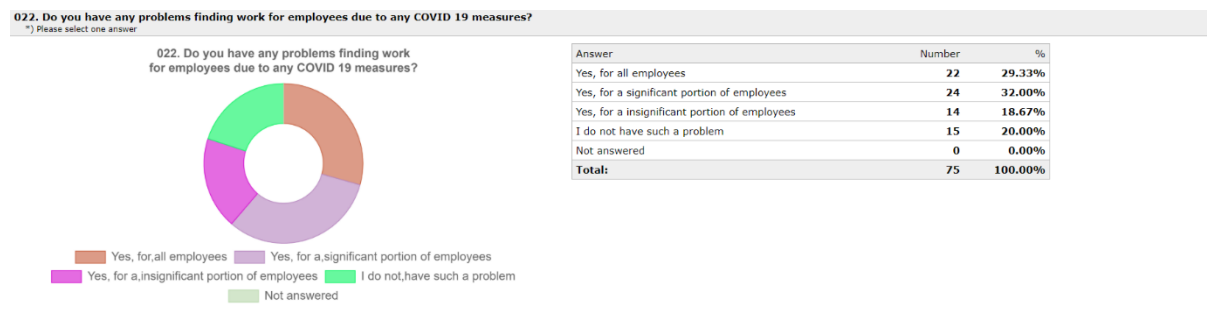 022. Do you have any problems finding work for employees due to any COVID 19 measures?
*) Please select one answer
022. Do you have any problems finding work
for employees due to any COVID 19 measures?
Yes, for,all employees Yes, for a,significant portion of employees
Yes, for a,insignificant portion of employees I do not,have such a problem
Not answered
Answer Number %
Yes, for all employees 22 29.33%
Yes, for a significant portion of employees 24 32.00%
Yes, for a insignificant portion of employees 14 18.67%
I do not have such a problem 15 20.00%
Not answered 0 0.00%
Total: 75 100.00%